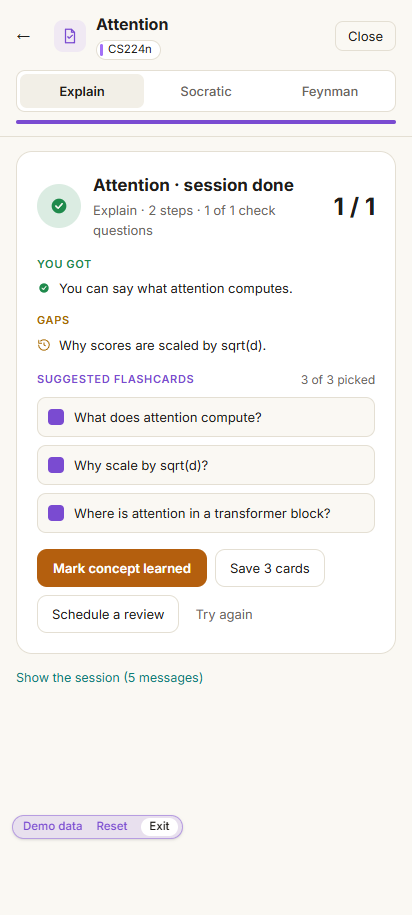 ←
Attention
CS224n
Close
Explain
Socratic
Feynman
Attention · session done
Explain · 2 steps · 1 of 1 check
questions
1 / 1
YOU GOT
You can say what attention computes.
GAPS
Why scores are scaled by sqrt(d).
SUGGESTED FLASHCARDS
3 of 3 picked
What does attention compute?
Why scale by sqrt(d)?
Where is attention in a transformer block?
Mark concept learned
Save 3 cards
Schedule a review
Try again
Show the session (5 messages)
Demo data
Reset
Exit